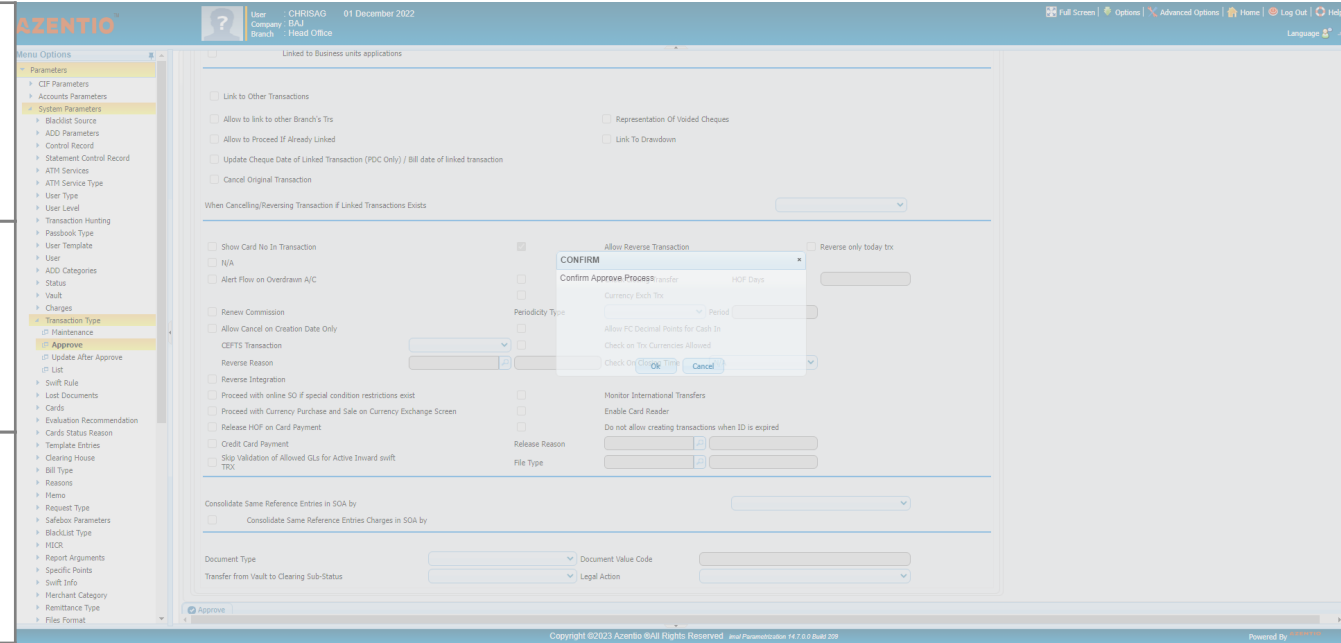 AZENTIO
User : CHRISAG 01 December 2022
Company : BAJ
Branch : Head Office
Full Screen | Options | Advanced Options | Home | Log Out | Help
Language
Menu Options
Parameters
CIF Parameters
Accounts Parameters
System Parameters
Blacklist Source
ADD Parameters
Control Record
Statement Control Record
ATM Services
ATM Service Type
User Type
User Level
Transaction Hunting
Passbook Type
User Template
User
ADD Categories
Status
Vault
Charges
Transaction Type
Maintenance
Approve
Update After Approve
List
Swift Rule
Lost Documents
Cards
Evaluation Recommendation
Cards Status Reason
Template Entries
Clearing House
Bill Type
Reasons
Memo
Request Type
Safebox Parameters
BlackList Type
MICR
Report Arguments
Specific Points
Swift Info
Merchant Category
Remittance Type
Files Format
Linked to Business units applications
Link to Other Transactions
Allow to link to other Branch's Trs Representation Of Voided Cheques
Allow to Proceed If Already Linked Link To Drawdown
Update Cheque Date of Linked Transaction (PDC Only) / Bill date of linked transaction
Cancel Original Transaction
When Cancelling/Reversing Transaction if Linked Transactions Exists
Show Card No In Transaction Allow Reverse Transaction Reverse only today trx
N/A
CONFIRM
Confirm Approve Process
Alert Flow on Overdrawn A/C Transfer HOF Days
Currency Exch Trx
Renew Commission Periodicity Type Period
Allow Cancel on Creation Date Only Allow FC Decimal Points for Cash In
CEFTS Transaction Check on Trx Currencies Allowed
Reverse Reason Check On Closing Time
Ok Cancel
Reverse Integration
Proceed with online SO if special condition restrictions exist Monitor International Transfers
Proceed with Currency Purchase and Sale on Currency Exchange Screen Enable Card Reader
Release HOF on Card Payment Do not allow creating transactions when ID is expired
Credit Card Payment Release Reason
Skip Validation of Allowed GLs for Active Inward swift
TRX File Type
Consolidate Same Reference Entries in SOA by
Consolidate Same Reference Entries Charges in SOA by
Document Type Document Value Code
Transfer from Vault to Clearing Sub-Status Legal Action
Approve
Copyright ©2023 Azentio ®All Rights Reserved imal Parametrization 14.7.0.0 Build 209
Powered By